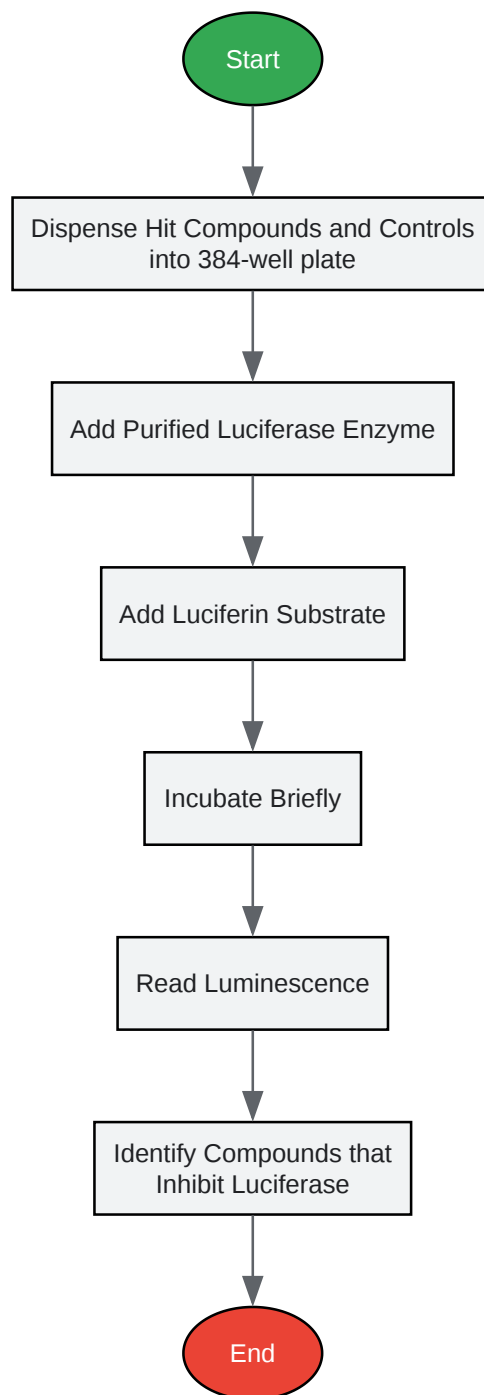 Start
Dispense Hit Compounds and Controls
into 384-well plate
Add Purified Luciferase Enzyme
Add Luciferin Substrate
Incubate Briefly
Read Luminescence
Identify Compounds that
Inhibit Luciferase
End